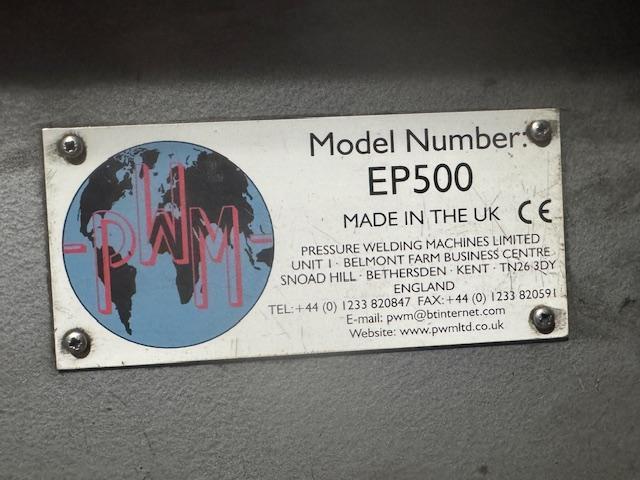 PWM
Model Number:
EP500
MADE IN THE UK CE
PRESSURE WELDING MACHINES LIMITED
UNIT 1 · BELMONT FARM BUSINESS CENTRE
SNOAD HILL · BETHERSDEN · KENT · TN26 3DY
ENGLAND
TEL: +44 (0) 1233 820847 FAX: +44 (0) 1233 820591
E-mail: pwm@btinternet.com
Website: www.pwmltd.co.uk